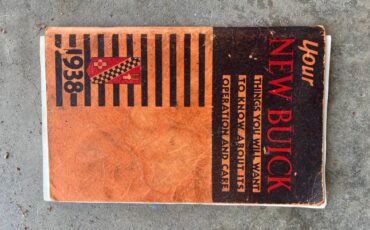 your
NEW BUICK
THINGS YOU WILL WANT
TO KNOW ABOUT ITS
OPERATION AND CARE
1938